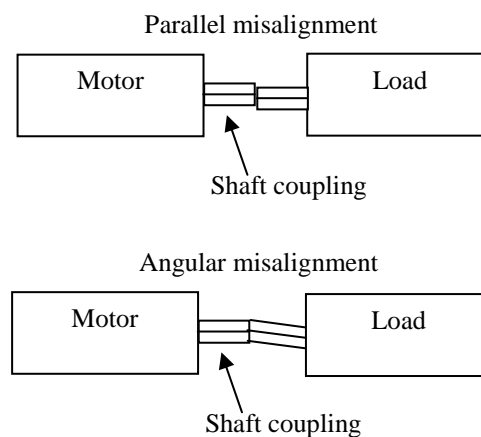 Parallel misalignment
Motor
Load
Shaft coupling
Angular misalignment
Motor
Load
Shaft coupling